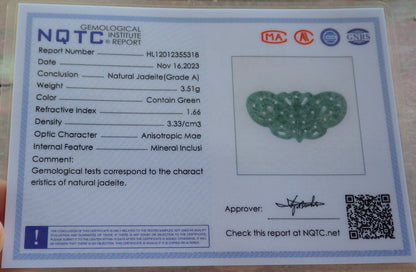 NQTC GEMOLOGICAL INSTITUTE & REPORT
MA
GNBS
Report Number HL12012355318
Date Nov 16,2023
Conclusion Natural Jadeite(Grade A)
Weight 3.51g
Color Contain Green
Refractive Index 1.66
Density 3.33/cm3
Optic Character Anisotropic Mae
Internal Feature Mineral Inclusi
Comment:
Gemological tests correspond to the charact
eristics of natural jadeite.
Approver:
Check this report at NQTC.net